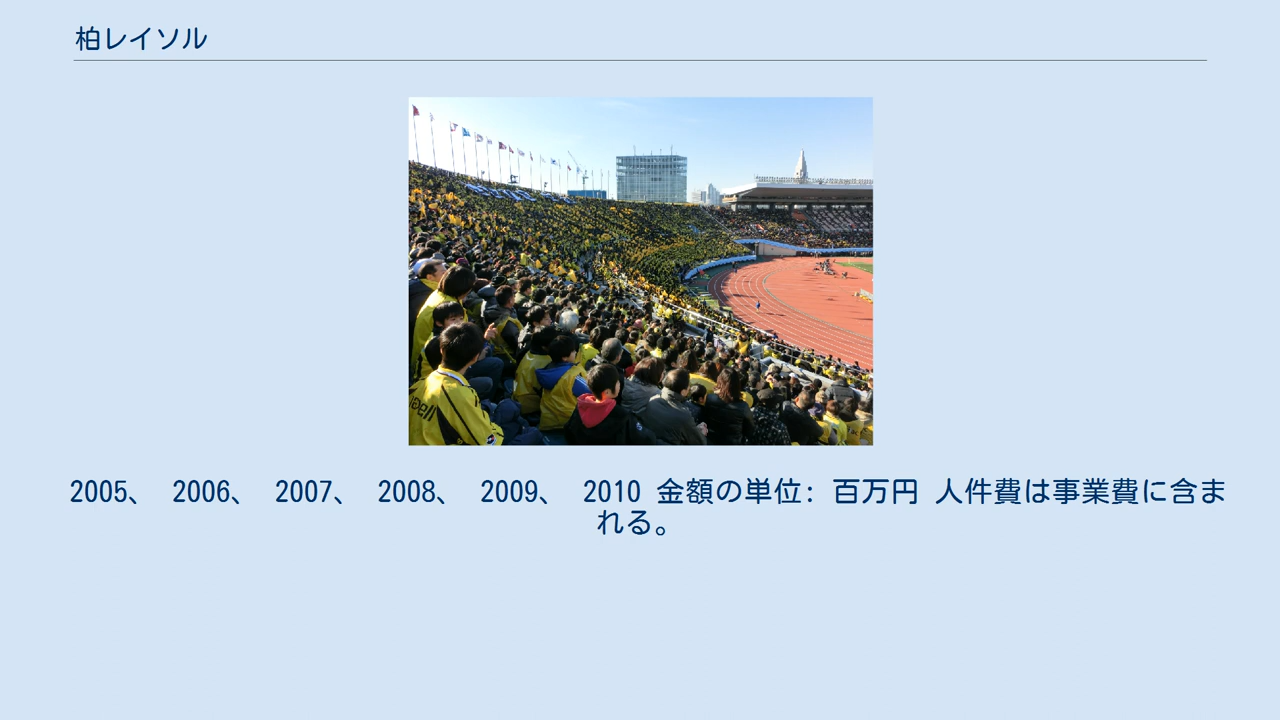 柏レイソル
2005、 2006、 2007、 2008、 2009、 2010 金額の単位: 百万円 人件費は事業費に含ま
れる。